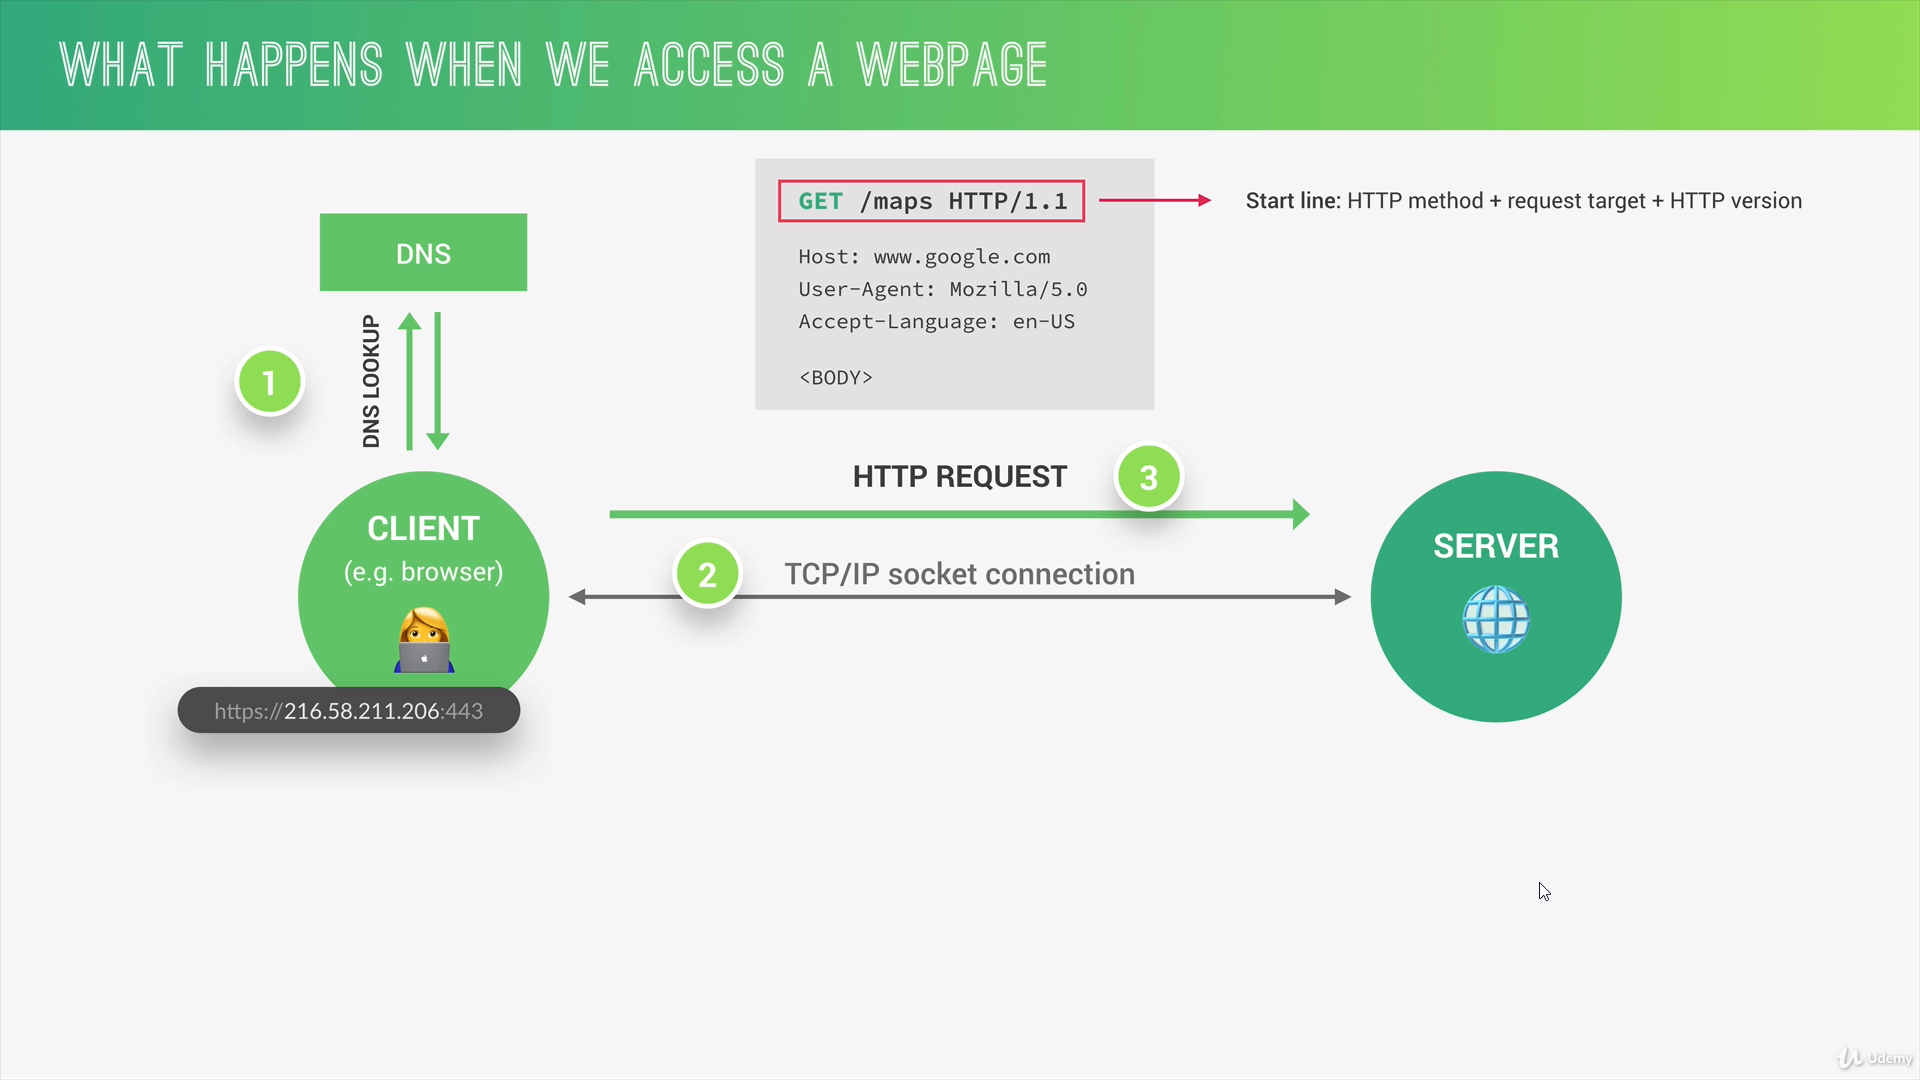 WHAT HAPPENS WHEN WE ACCESS A WEBPAGE
GET /maps HTTP/1.1
Start line: HTTP method + request target + HTTP version
Host: www.google.com
User-Agent: Mozilla/5.0
Accept-Language: en-US
<BODY>
DNS
DNS LOOKUP
1
HTTP REQUEST
3
CLIENT
(e.g. browser)
2
TCP/IP socket connection
SERVER
https://216.58.211.206:443
Udemy